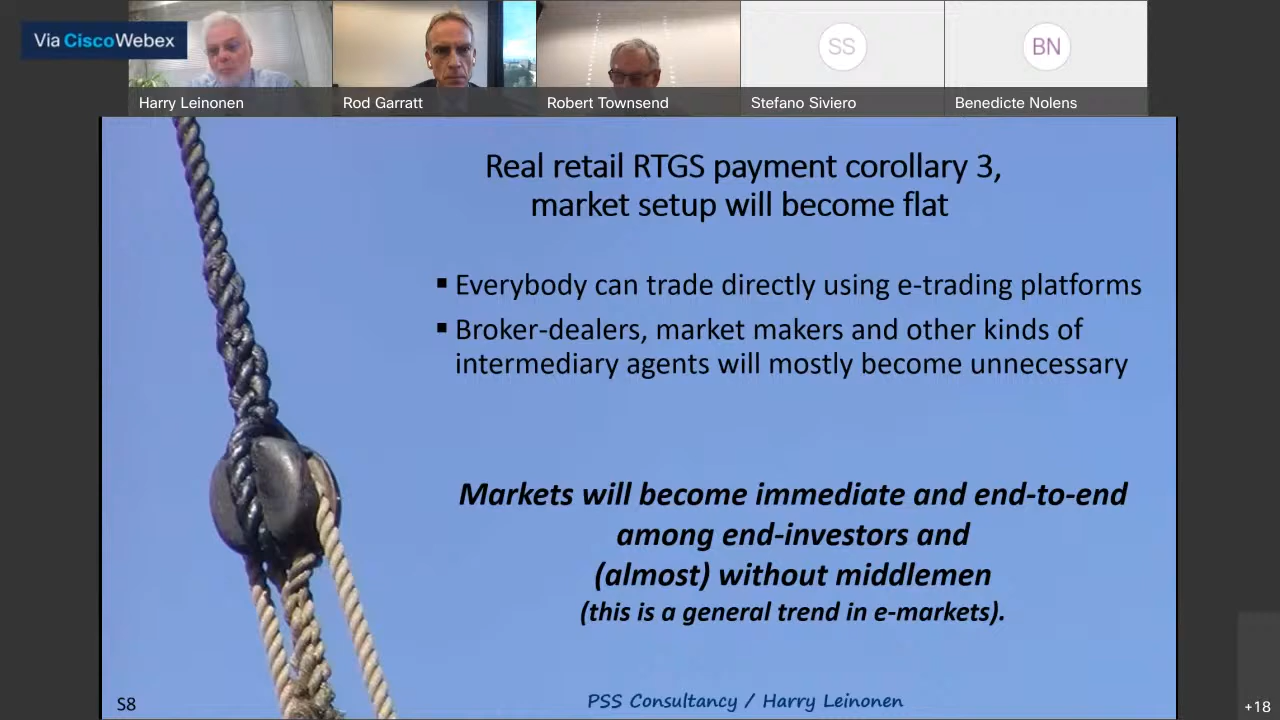 Via Cisco Webex
Harry Leinonen
Rod Garratt
Robert Townsend
SS
Stefano Siviero
BN
Benedicte Nolens
Real retail RTGS payment corollary 3,
market setup will become flat
▪ Everybody can trade directly using e-trading platforms
▪ Broker-dealers, market makers and other kinds of
intermediary agents will mostly become unnecessary
Markets will become immediate and end-to-end
among end-investors and
(almost) without middlemen
(this is a general trend in e-markets).
S8
PSS Consultancy / Harry Leinonen
+18